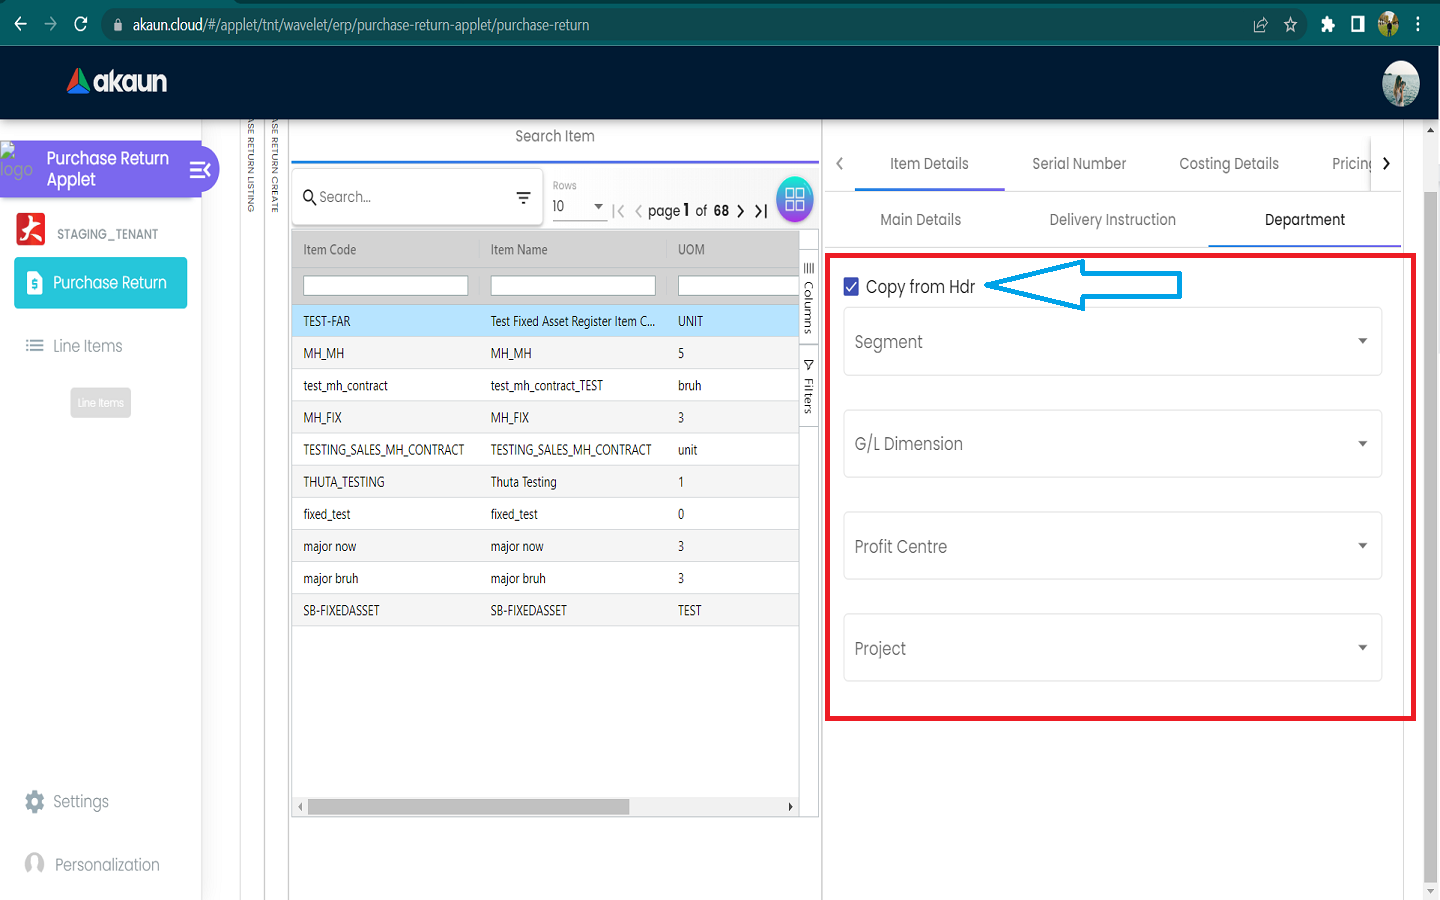 akaun.cloud/#/applet/tnt/wavelet/erp/purchase-return-applet/purchase-return
akaun
logo
Purchase Return
Applet
STAGING_TENANT
Purchase Return
Line Items
Line Items
Settings
Personalization
SE RETURN LISTING
SE RETURN CREATE
Search Item
Search...
Rows
10
page 1 of 68
Item Code Item Name UOM
TEST-FAR Test Fixed Asset Register Item C... UNIT
MH_MH MH_MH 5
test_mh_contract test_mh_contract_TEST bruh
MH_FIX MH_FIX 3
TESTING_SALES_MH_CONTRACT TESTING_SALES_MH_CONTRACT unit
THUTA_TESTING Thuta Testing 1
fixed_test fixed_test 0
major now major now 3
major bruh major bruh 3
SB-FIXEDASSET SB-FIXEDASSET TEST
Columns
Filters
Item Details Serial Number Costing Details Pricing
Main Details Delivery Instruction Department
Copy from Hdr
Segment
G/L Dimension
Profit Centre
Project